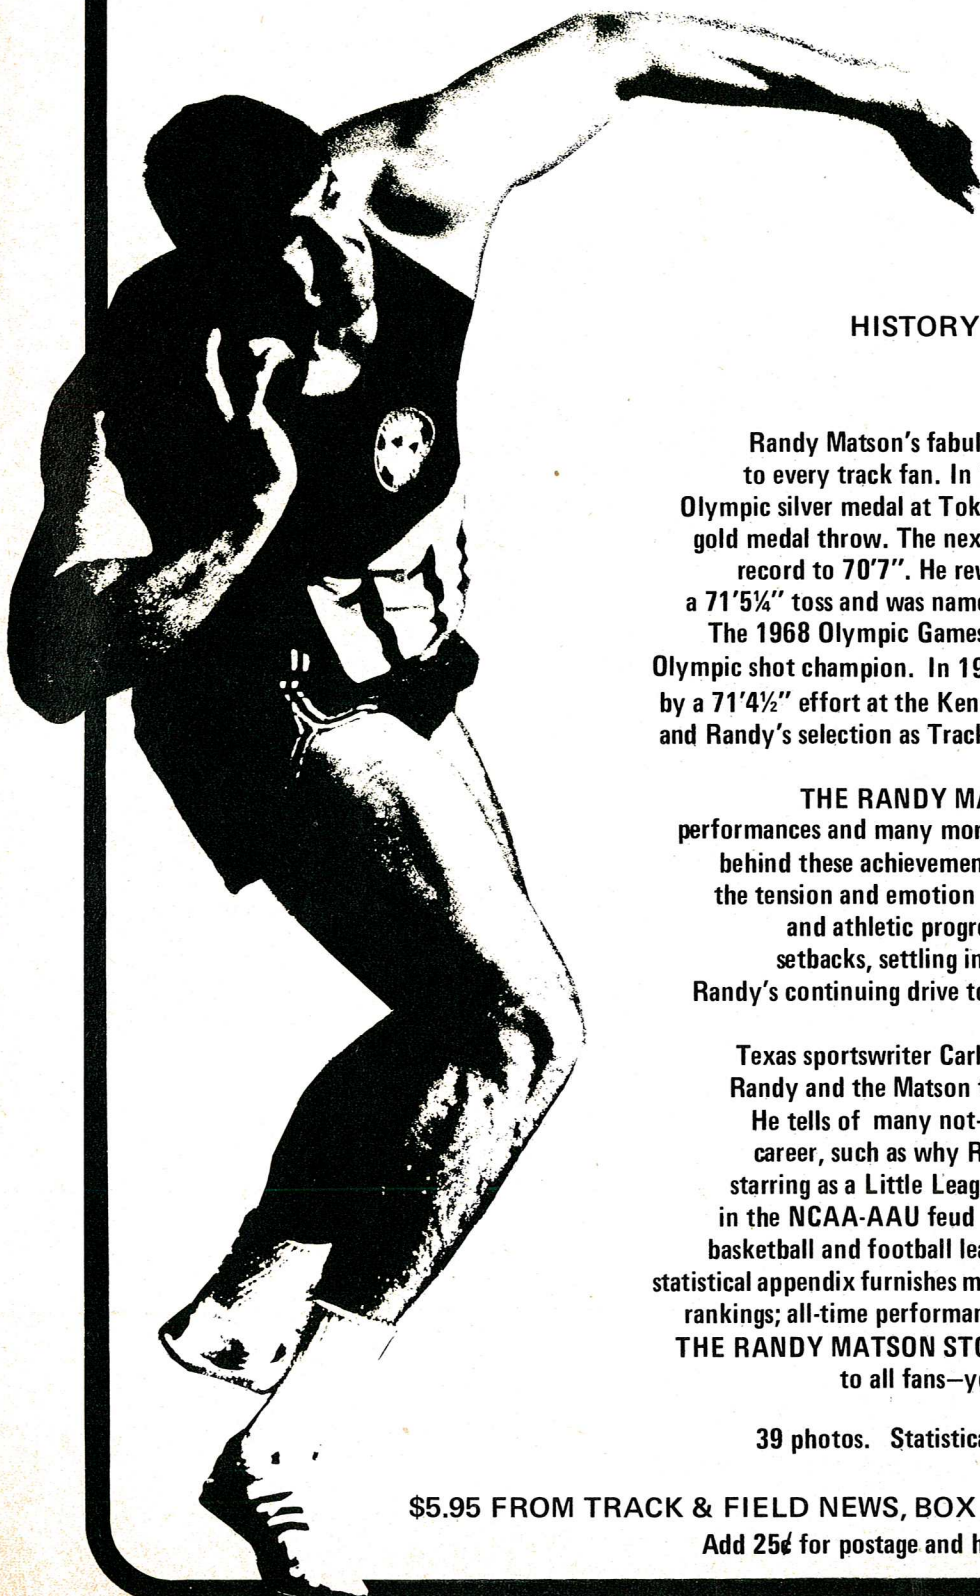 HISTORY
Randy Matson's fabul
to every track fan. In
Olympic silver medal at Tok
gold medal throw. The nex
record to 70'7”. He rev
a 71'5¼” toss and was name
The 1968 Olympic Games
Olympic shot champion. In 19
by a 71'4½” effort at the Ken
and Randy's selection as Track
THE RANDY MA
performances and many mor
behind these achievemen
the tension and emotion
and athletic progre
setbacks, settling in
Randy's continuing drive to
Texas sportswriter Carl
Randy and the Matson f
He tells of many not-
career, such as why R
starring as a Little Leag
in the NCAA-AAU feud
basketball and football lea
statistical appendix furnishes m
rankings; all-time performan
THE RANDY MATSON STO
to all fans—yo
39 photos. Statistica
$5.95 FROM TRACK & FIELD NEWS, BOX
Add 25¢ for postage and h